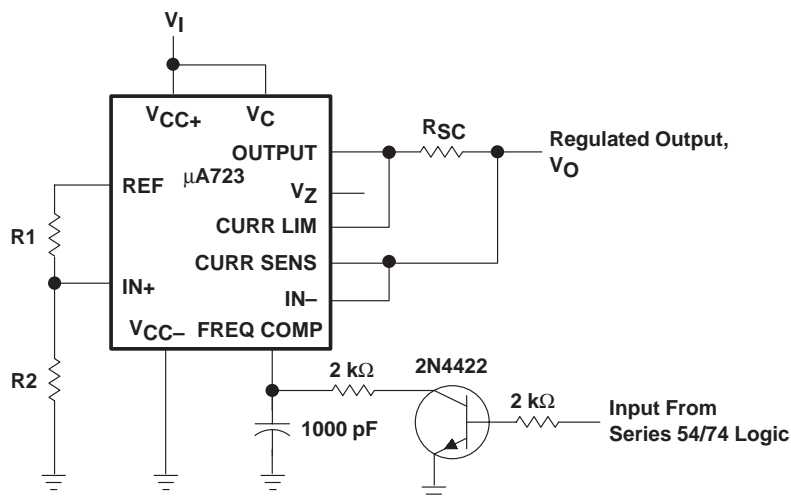 VI
VCC+
VC
RSC
Regulated Output,
VO
OUTPUT
REF
μA723
VZ
CURR LIM
R1
CURR SENS
IN+
IN–
VCC–
FREQ COMP
R2
2 kΩ
2N4422
2 kΩ
1000 pF
Input From
Series 54/74 Logic